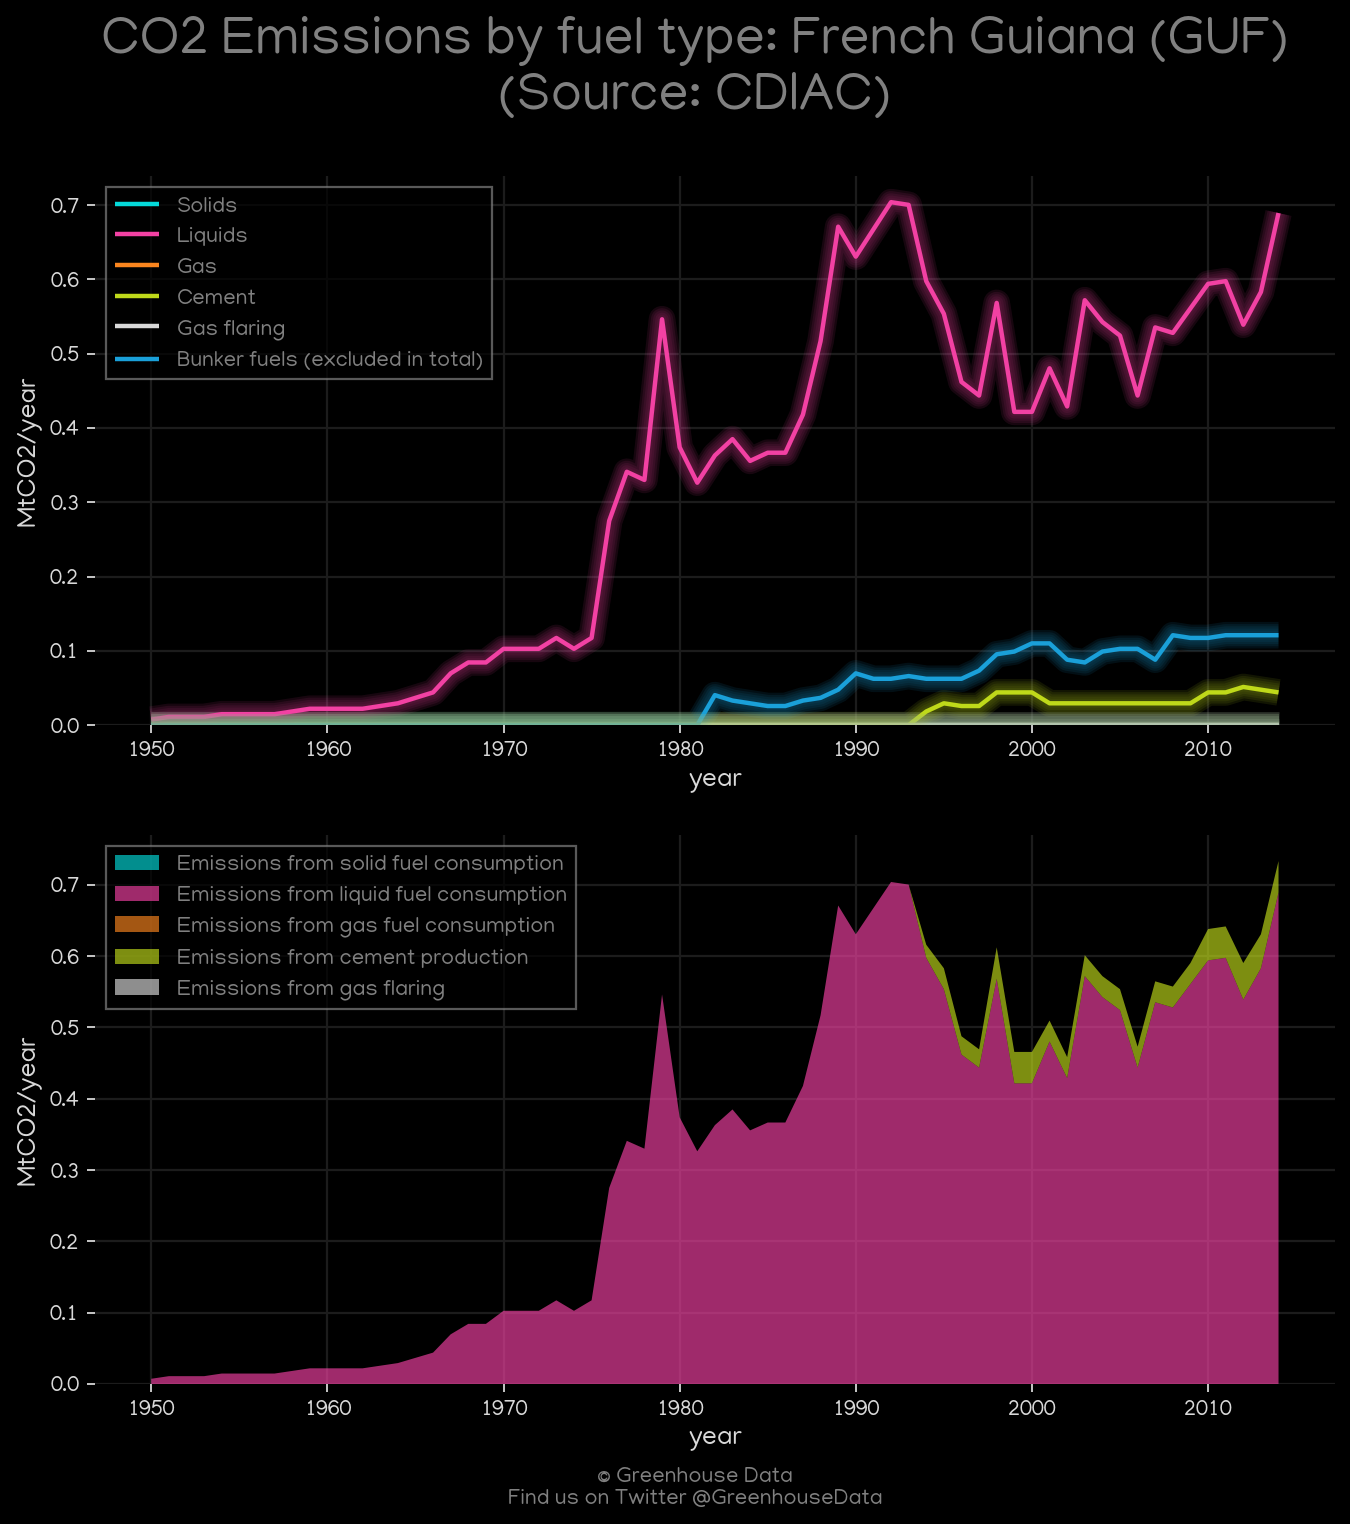 CO2 Emissions by fuel type: French Guiana (GUF)
(Source: CDIAC)
Solids
Liquids
Gas
Cement
Gas flaring
Bunker fuels (excluded in total)
MtCO2/year
0.7
0.6
0.5
0.4
0.3
0.2
0.1
0.0
1950 1960 1970 1980 1990 2000 2010
year
Emissions from solid fuel consumption
Emissions from liquid fuel consumption
Emissions from gas fuel consumption
Emissions from cement production
Emissions from gas flaring
MtCO2/year
0.7
0.6
0.5
0.4
0.3
0.2
0.1
0.0
1950 1960 1970 1980 1990 2000 2010
year
© Greenhouse Data
Find us on Twitter @GreenhouseData